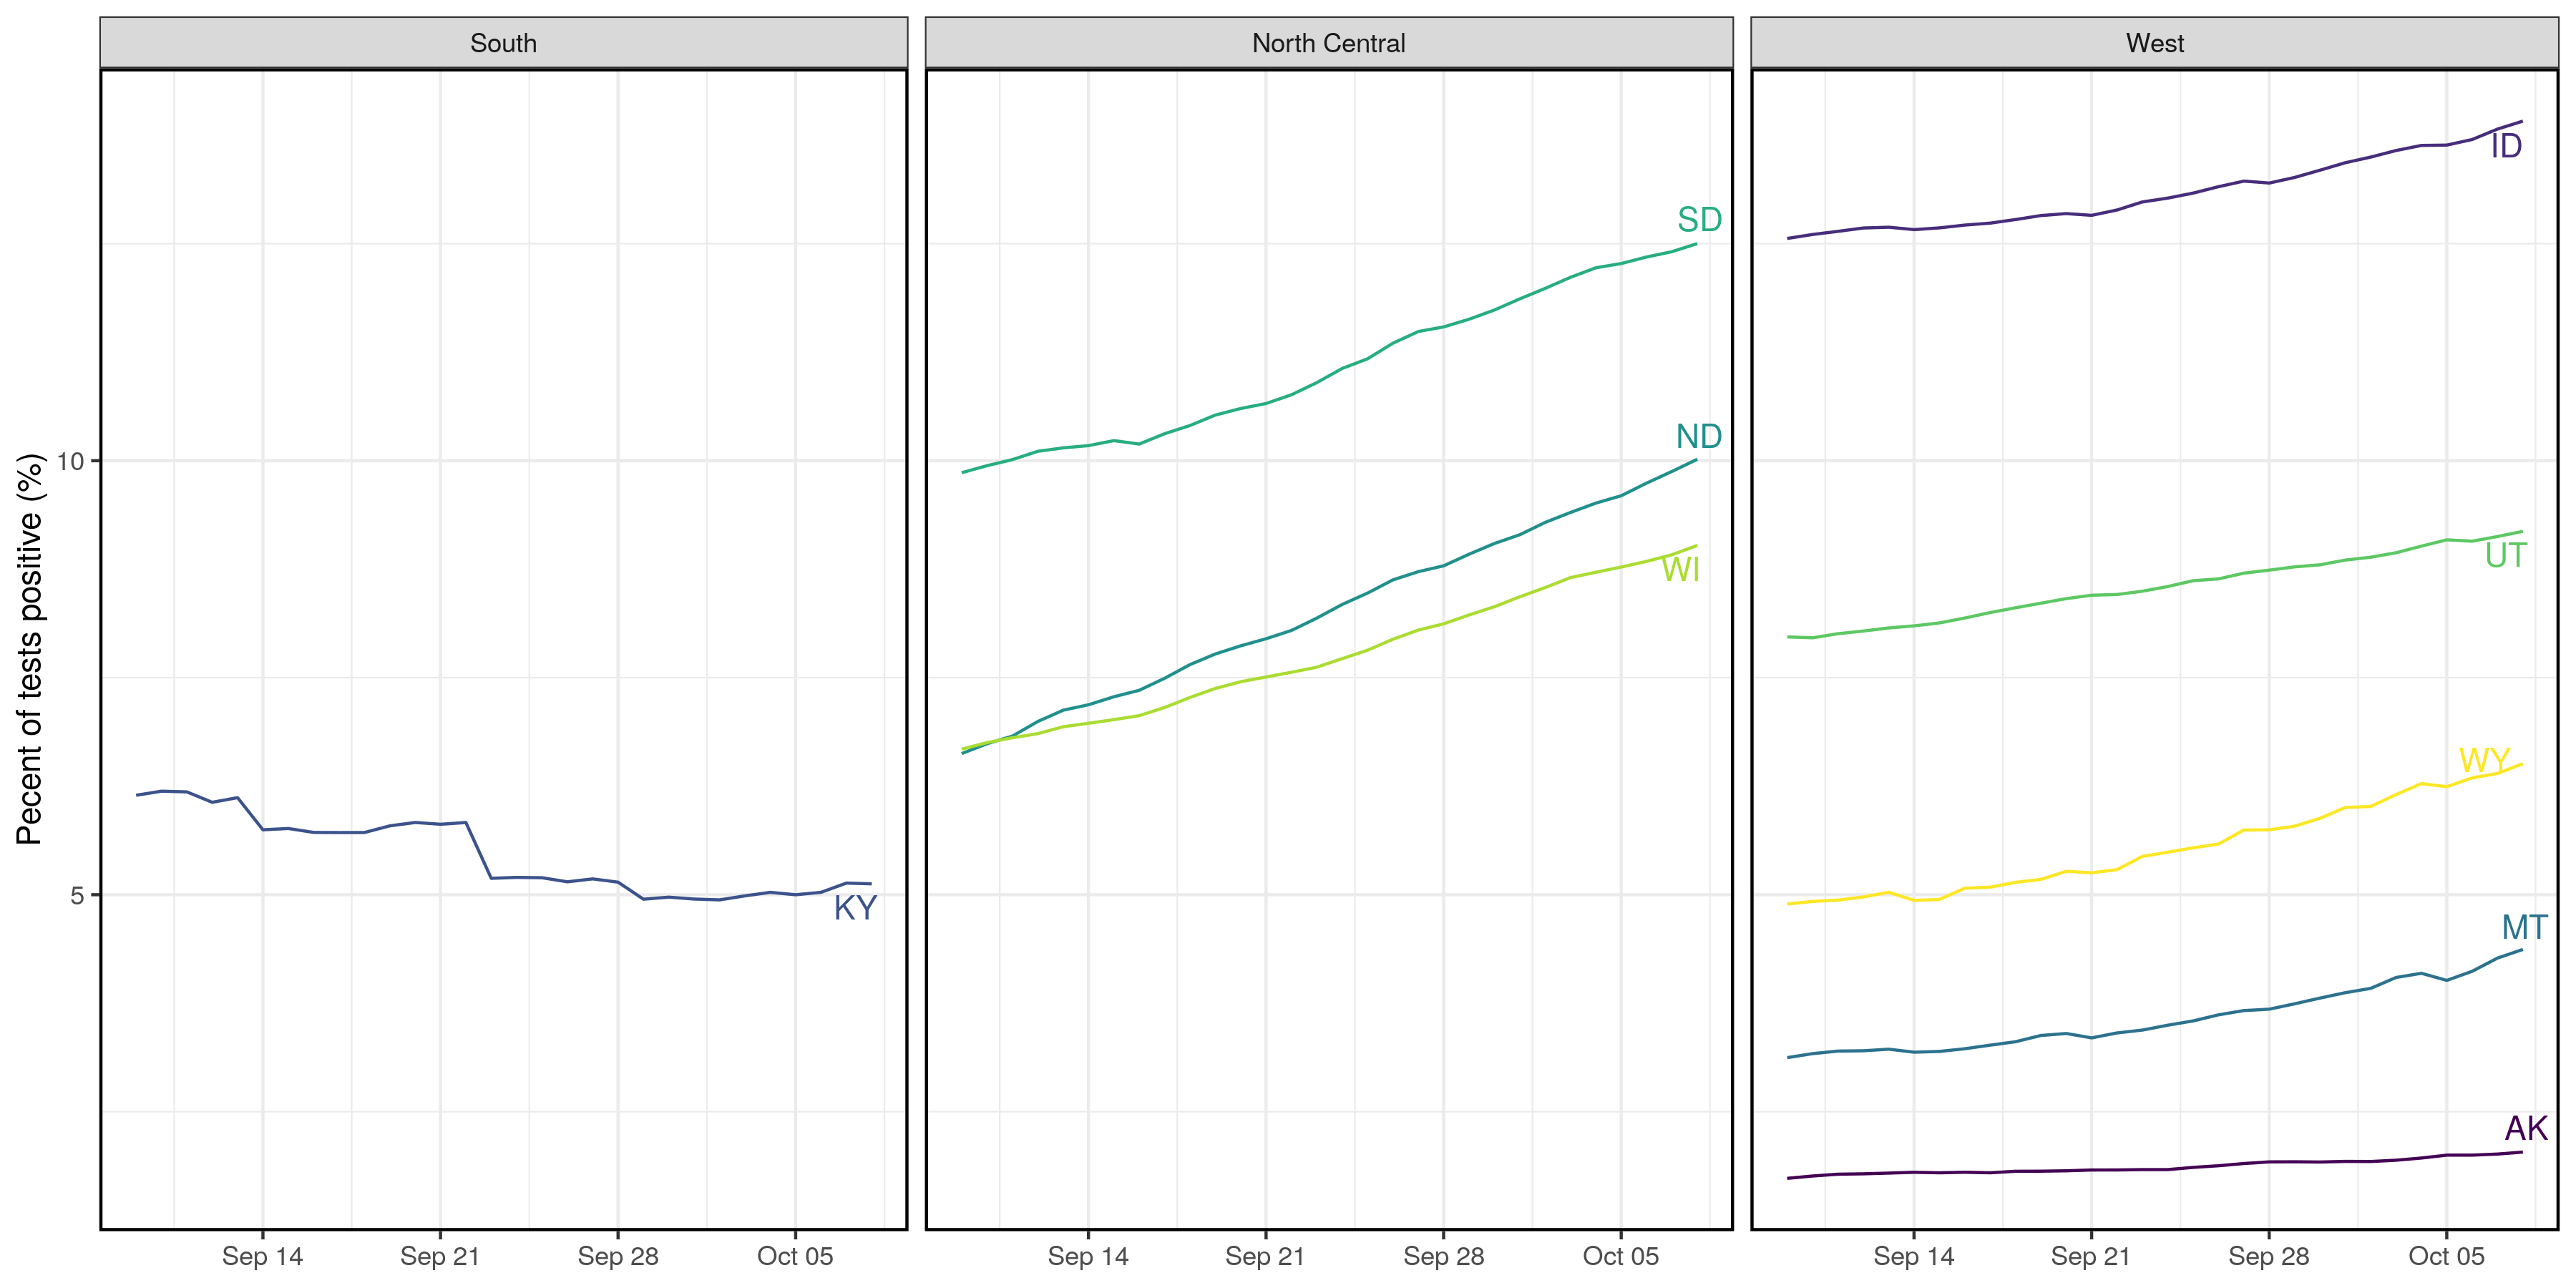 South
North Central
West
Pecent of tests positive (%)
10
5
KY
SD
ND
WI
ID
UT
WY
MT
AK
Sep 14 Sep 21 Sep 28 Oct 05
Sep 14 Sep 21 Sep 28 Oct 05
Sep 14 Sep 21 Sep 28 Oct 05